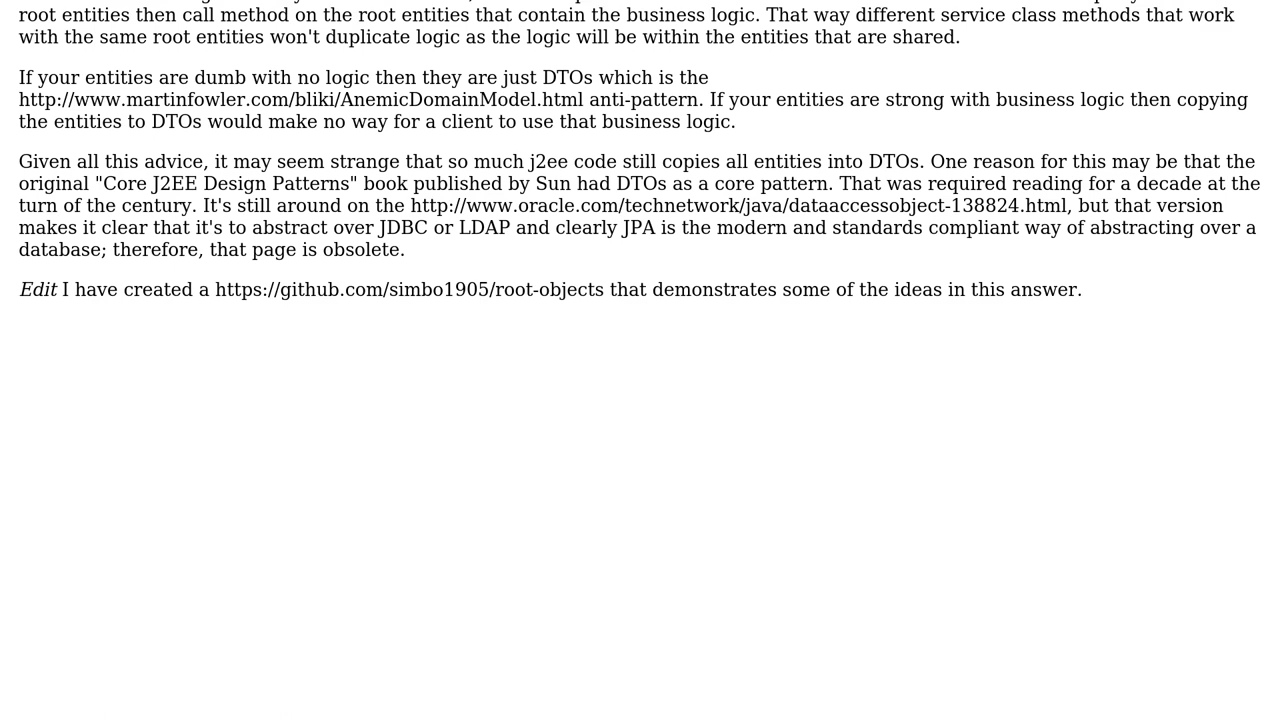 root entities then call method on the root entities that contain the business logic. That way different service class methods that work
with the same root entities won't duplicate logic as the logic will be within the entities that are shared.
If your entities are dumb with no logic then they are just DTOs which is the
http://www.martinfowler.com/bliki/AnemicDomainModel.html anti-pattern. If your entities are strong with business logic then copying
the entities to DTOs would make no way for a client to use that business logic.
Given all this advice, it may seem strange that so much j2ee code still copies all entities into DTOs. One reason for this may be that the
original "Core J2EE Design Patterns" book published by Sun had DTOs as a core pattern. That was required reading for a decade at the
turn of the century. It's still around on the http://www.oracle.com/technetwork/java/dataaccessobject-138824.html, but that version
makes it clear that it's to abstract over JDBC or LDAP and clearly JPA is the modern and standards compliant way of abstracting over a
database; therefore, that page is obsolete.
Edit I have created a https://github.com/simbo1905/root-objects that demonstrates some of the ideas in this answer.